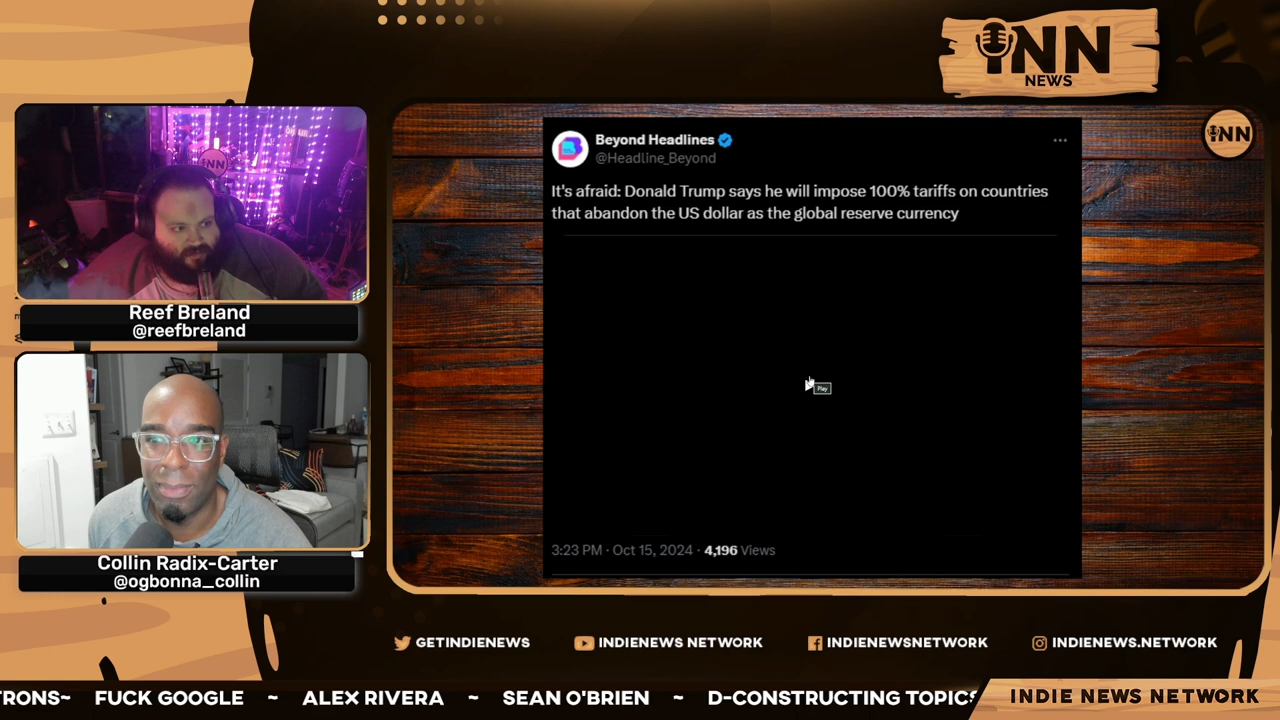 INN
NEWS
INN
INN
ON AIR
Beyond Headlines
@Headline_Beyond
It's afraid: Donald Trump says he will impose 100% tariffs on countries
that abandon the US dollar as the global reserve currency
Play
3:23 PM · Oct 15, 2024 · 4,196 Views
Reef Breland
@reefbreland
Collin Radix-Carter
@ogbonna_collin
GETINDIENEWS
INDIENEWS NETWORK
INDIENEWSNETWORK
INDIENEWS.NETWORK
TRONS~ FUCK GOOGLE ~ ALEX RIVERA ~ SEAN O'BRIEN ~ D-CONSTRUCTING TOPICS
INDIE NEWS NETWORK